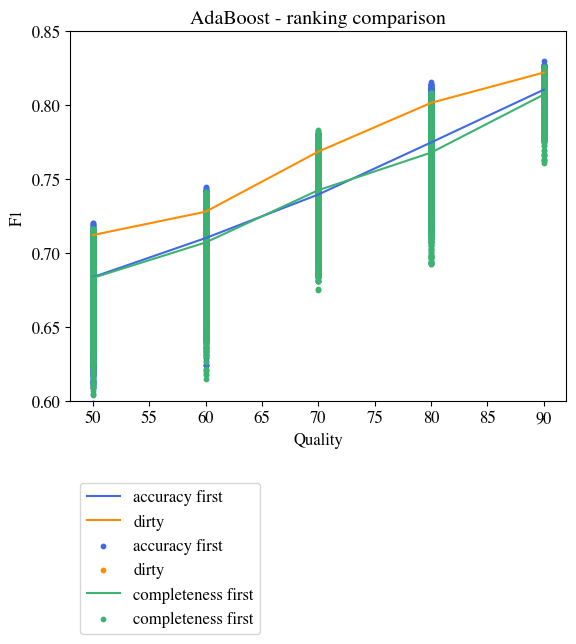 AdaBoost - ranking comparison
0.85
0.80
0.75
0.70
0.65
0.60
F1
50 55 60 65 70 75 80 85 90
Quality
accuracy first
dirty
accuracy first
dirty
completeness first
completeness first